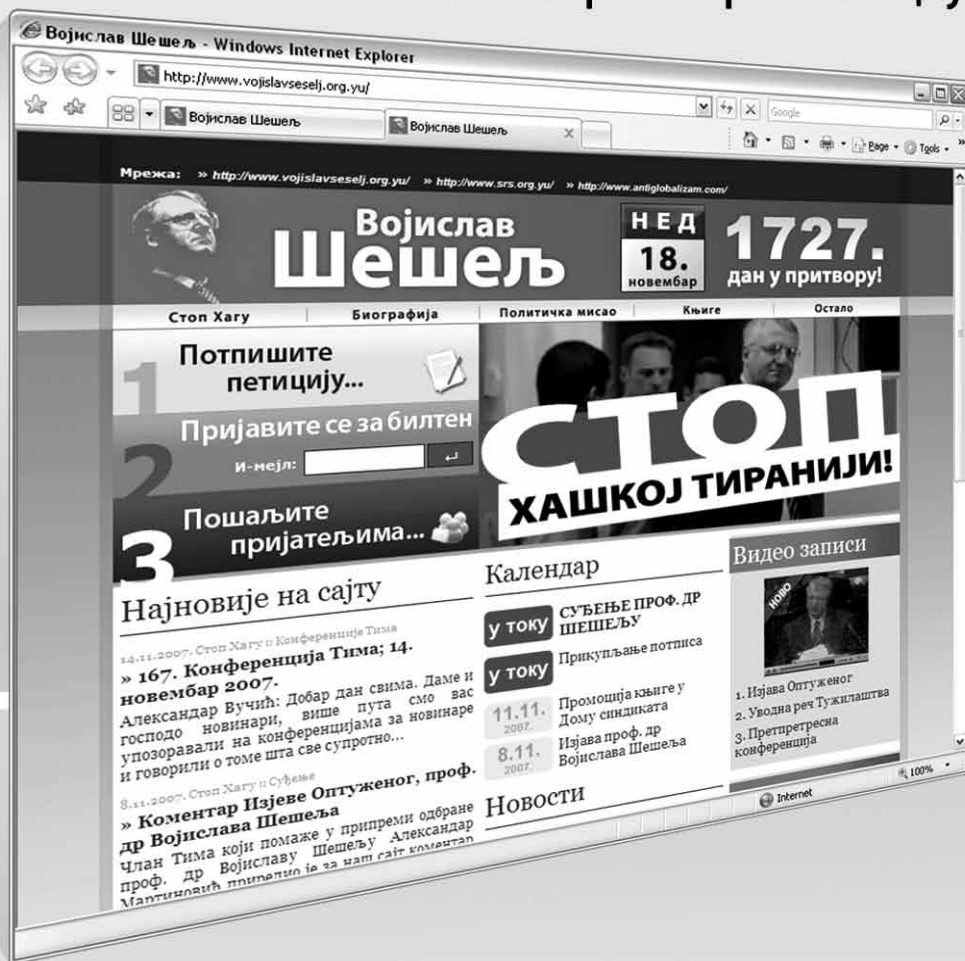 Војислав Шешељ - Windows Internet Explorer
http://www.vojislavseselj.org.yu/
Google
Војислав Шешељ
Војислав Шешељ
Page
Tools
Мрежа: » http://www.vojislavseselj.org.yu/ » http://www.srs.org.yu/ » http://www.antiglobalizam.com/
Војислав
Шешељ
НЕД
18.
новембар
1727.
дан у притвору!
Стоп Хагу
Биографија
Политичка мисао
Књиге
Остало
1
Потпишите
петицију...
2
Пријавите се за билтен
И-мејл:
3
Пошаљите
пријатељима...
СТОП
ХАШКОЈ ТИРАНИЈИ!
Најновије на сајту
14.11.2007. Стоп Хагу :: Конференције Тима
» 167. Конференција Тима; 14.
новембар 2007.
Александар Вучић: Добар дан свима. Даме и
господо новинари, више пута смо вас
упозоравали на конференцијама за новинаре
и говорили о томе шта све супротно...
8.11.2007. Стоп Хагу :: Суђење
» Коментар Изјеве Оптуженог, проф.
др Војислава Шешеља
Члан Тима који помаже у припреми одбране
проф. др Војиславу Шешељу Александар
Мартиновић приредио је за наш сајт коментар
Календар
у току
СУЂЕЊЕ ПРОФ. ДР
ШЕШЕЉУ
у току
Прикупљање потписа
11.11.
2007.
Промоција књиге у
Дому синдиката
8.11.
2007.
Изјава проф. др
Војислава Шешеља
Новости
Видео записи
НОВО
1. Изјава Оптуженог
2. Уводна реч Тужилаштва
3. Претпретресна
конференција
Internet
100%